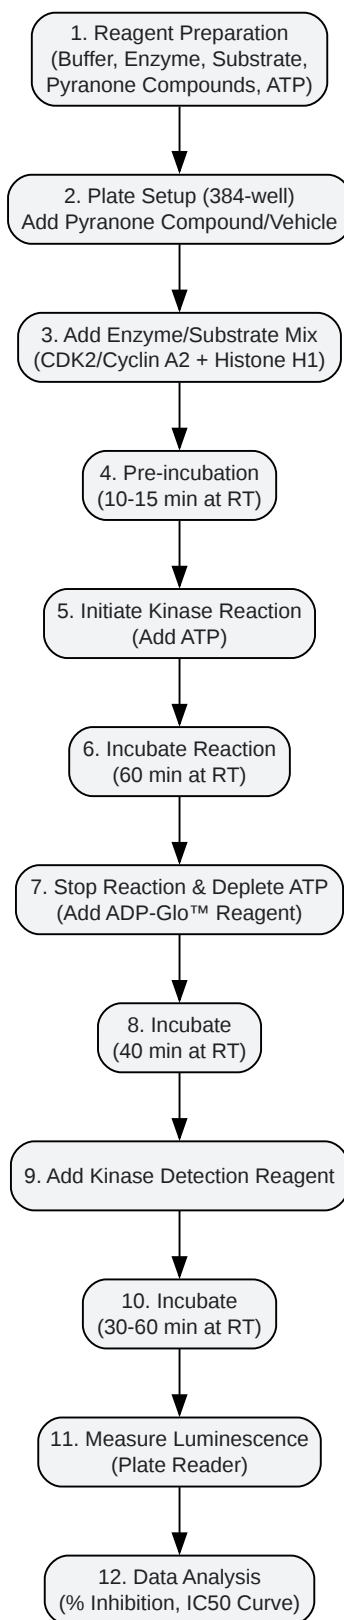 1. Reagent Preparation
(Buffer, Enzyme, Substrate,
Pyranone Compounds, ATP)
2. Plate Setup (384-well)
Add Pyranone Compound/Vehicle
3. Add Enzyme/Substrate Mix
(CDK2/Cyclin A2 + Histone H1)
4. Pre-incubation
(10-15 min at RT)
5. Initiate Kinase Reaction
(Add ATP)
6. Incubate Reaction
(60 min at RT)
7. Stop Reaction & Deplete ATP
(Add ADP-Glo™ Reagent)
8. Incubate
(40 min at RT)
9. Add Kinase Detection Reagent
10. Incubate
(30-60 min at RT)
11. Measure Luminescence
(Plate Reader)
12. Data Analysis
(% Inhibition, IC50 Curve)